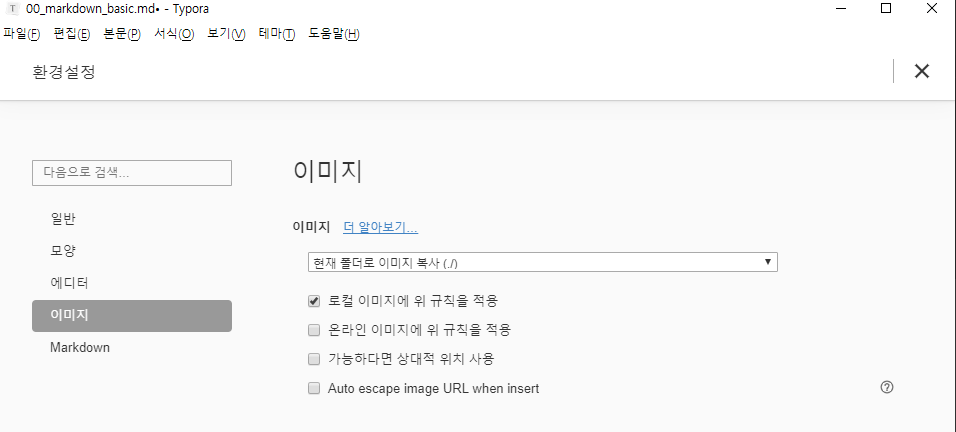 00_markdown_basic.md• - Typora
파일(F) 편집(E) 본문(P) 서식(O) 보기(V) 테마(T) 도움말(H)
환경설정
다음으로 검색...
일반
모양
에디터
이미지
Markdown
이미지
이미지 더 알아보기...
현재 폴더로 이미지 복사 (./)
로컬 이미지에 위 규칙을 적용
온라인 이미지에 위 규칙을 적용
가능하다면 상대적 위치 사용
Auto escape image URL when insert